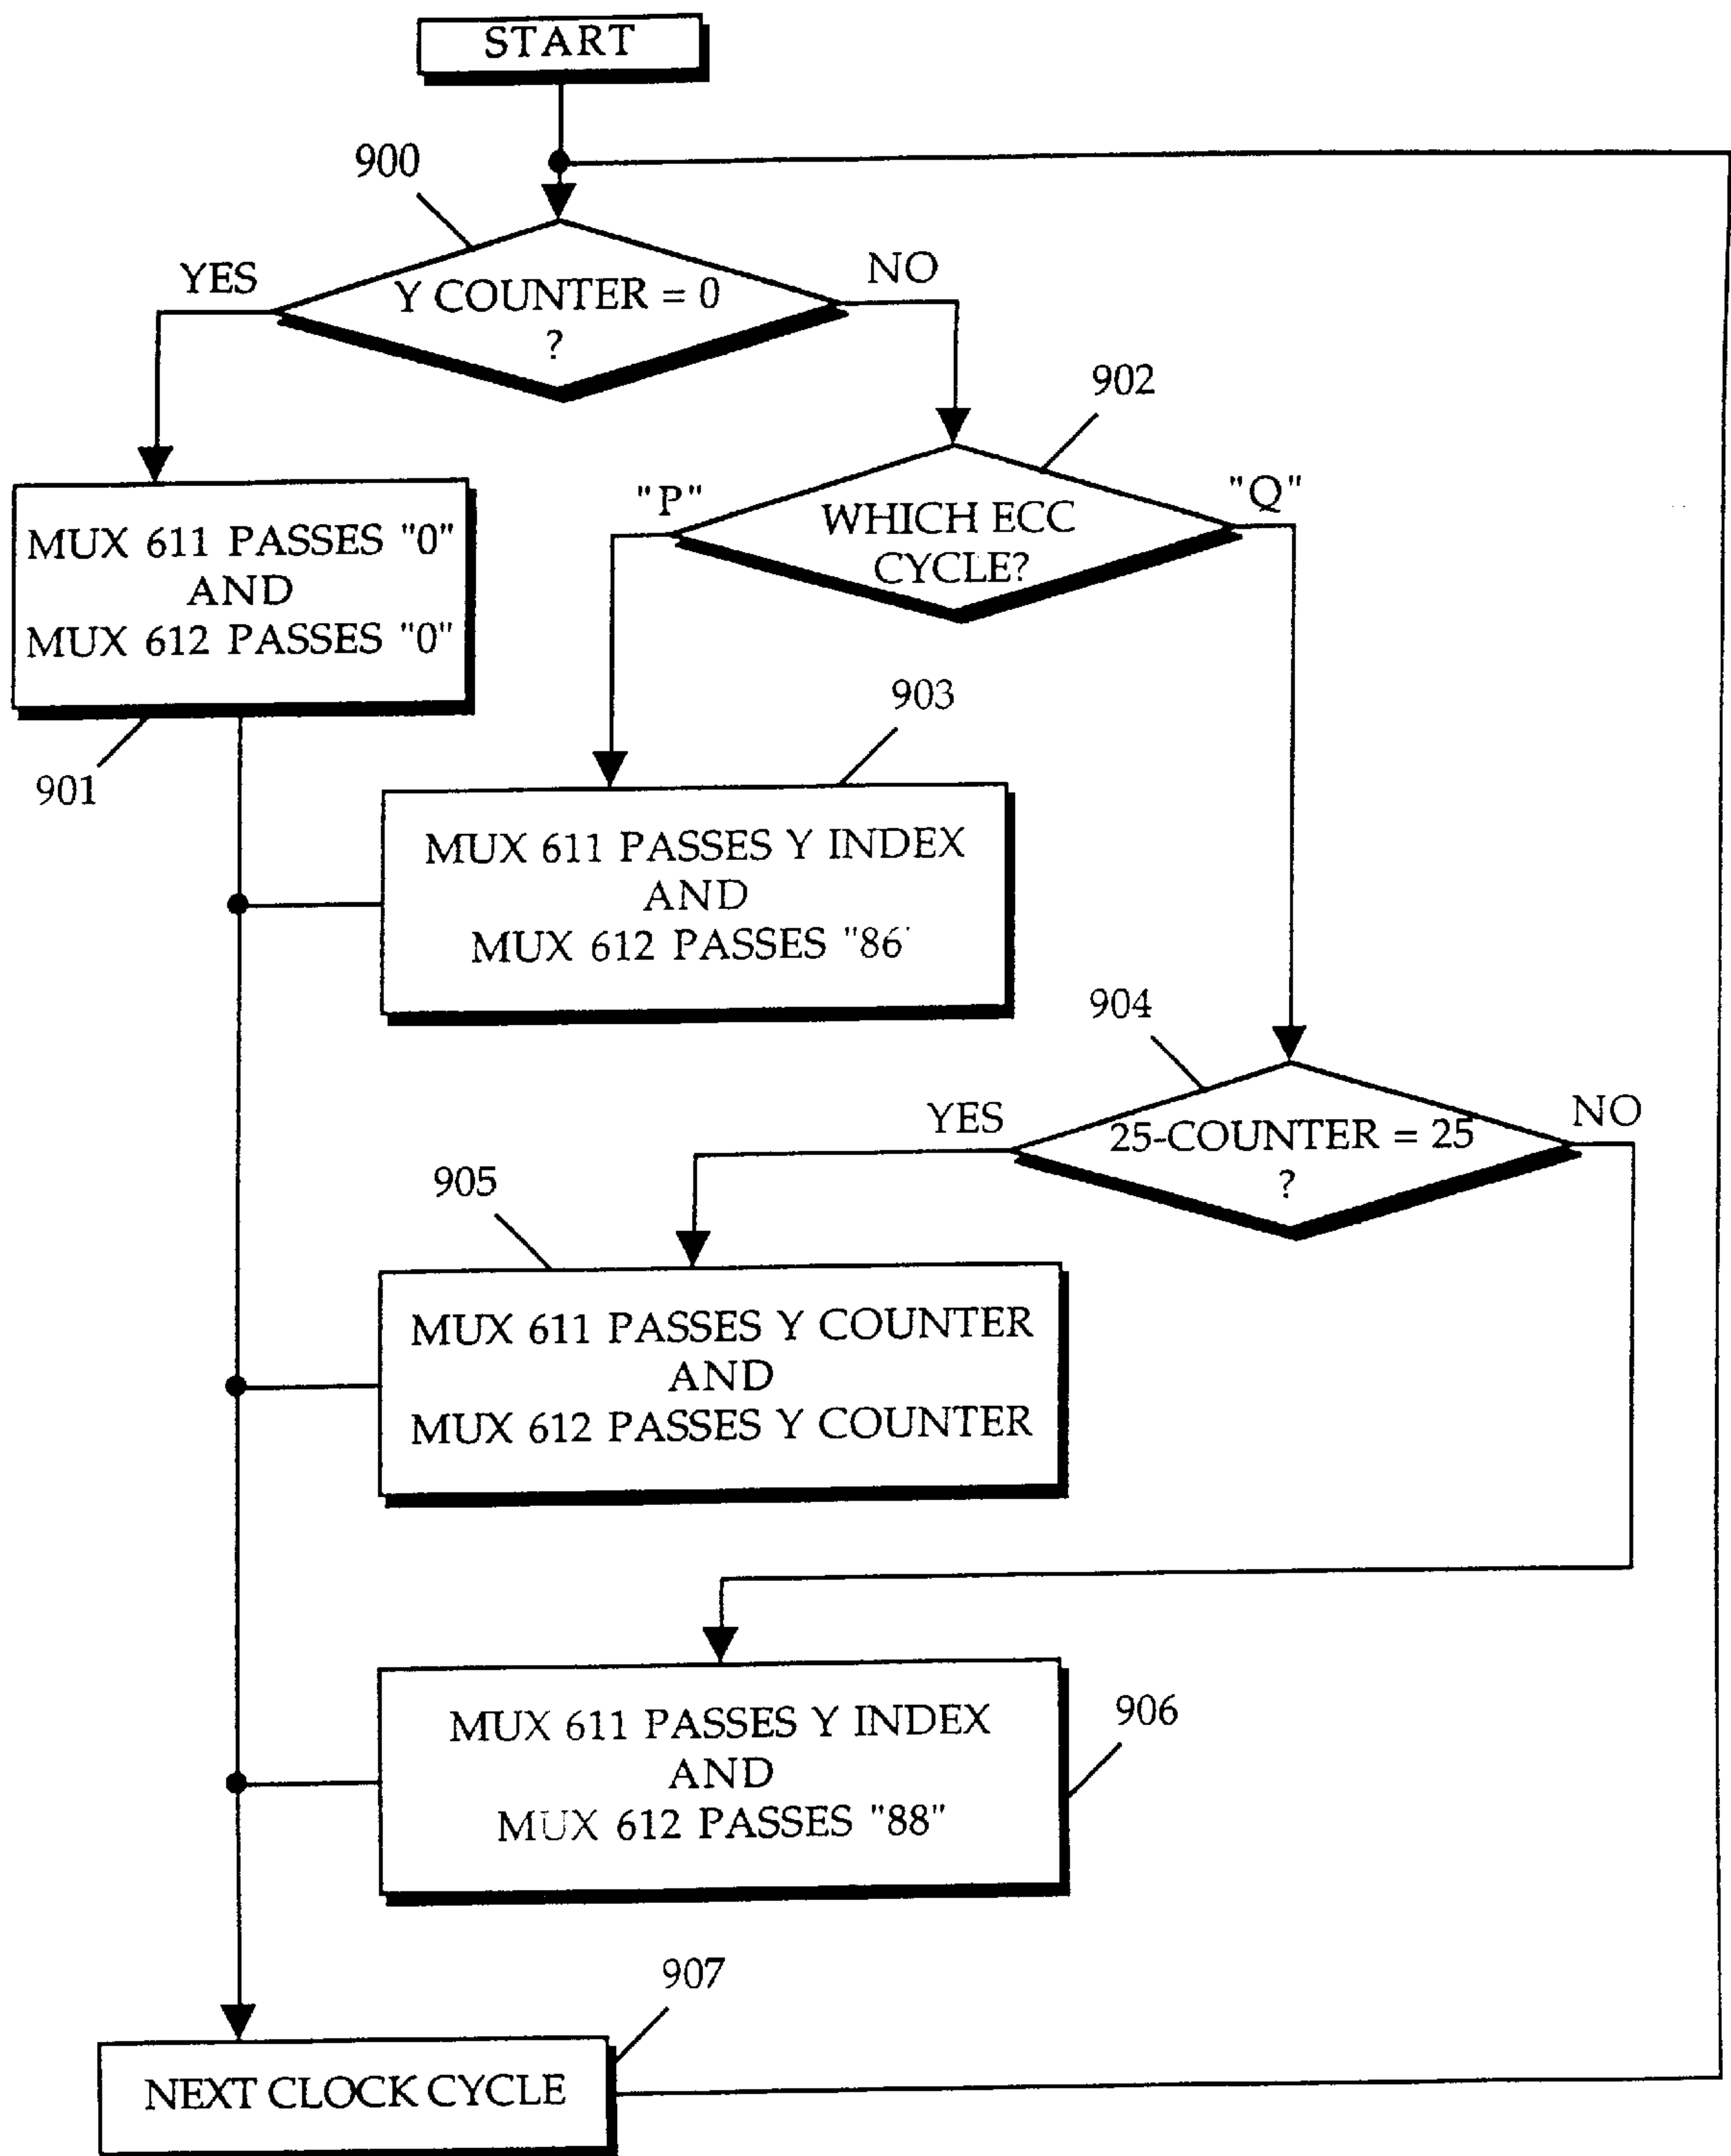 START
900
YES
Y COUNTER = 0
?
NO
902
"P"
WHICH ECC
CYCLE?
"Q"
MUX 611 PASSES "0"
AND
MUX 612 PASSES "0"
901
903
MUX 611 PASSES Y INDEX
AND
MUX 612 PASSES "86'
904
YES
25-COUNTER = 25
?
NO
905
MUX 611 PASSES Y COUNTER
AND
MUX 612 PASSES Y COUNTER
MUX 611 PASSES Y INDEX
AND
MUX 612 PASSES "88"
906
907
NEXT CLOCK CYCLE